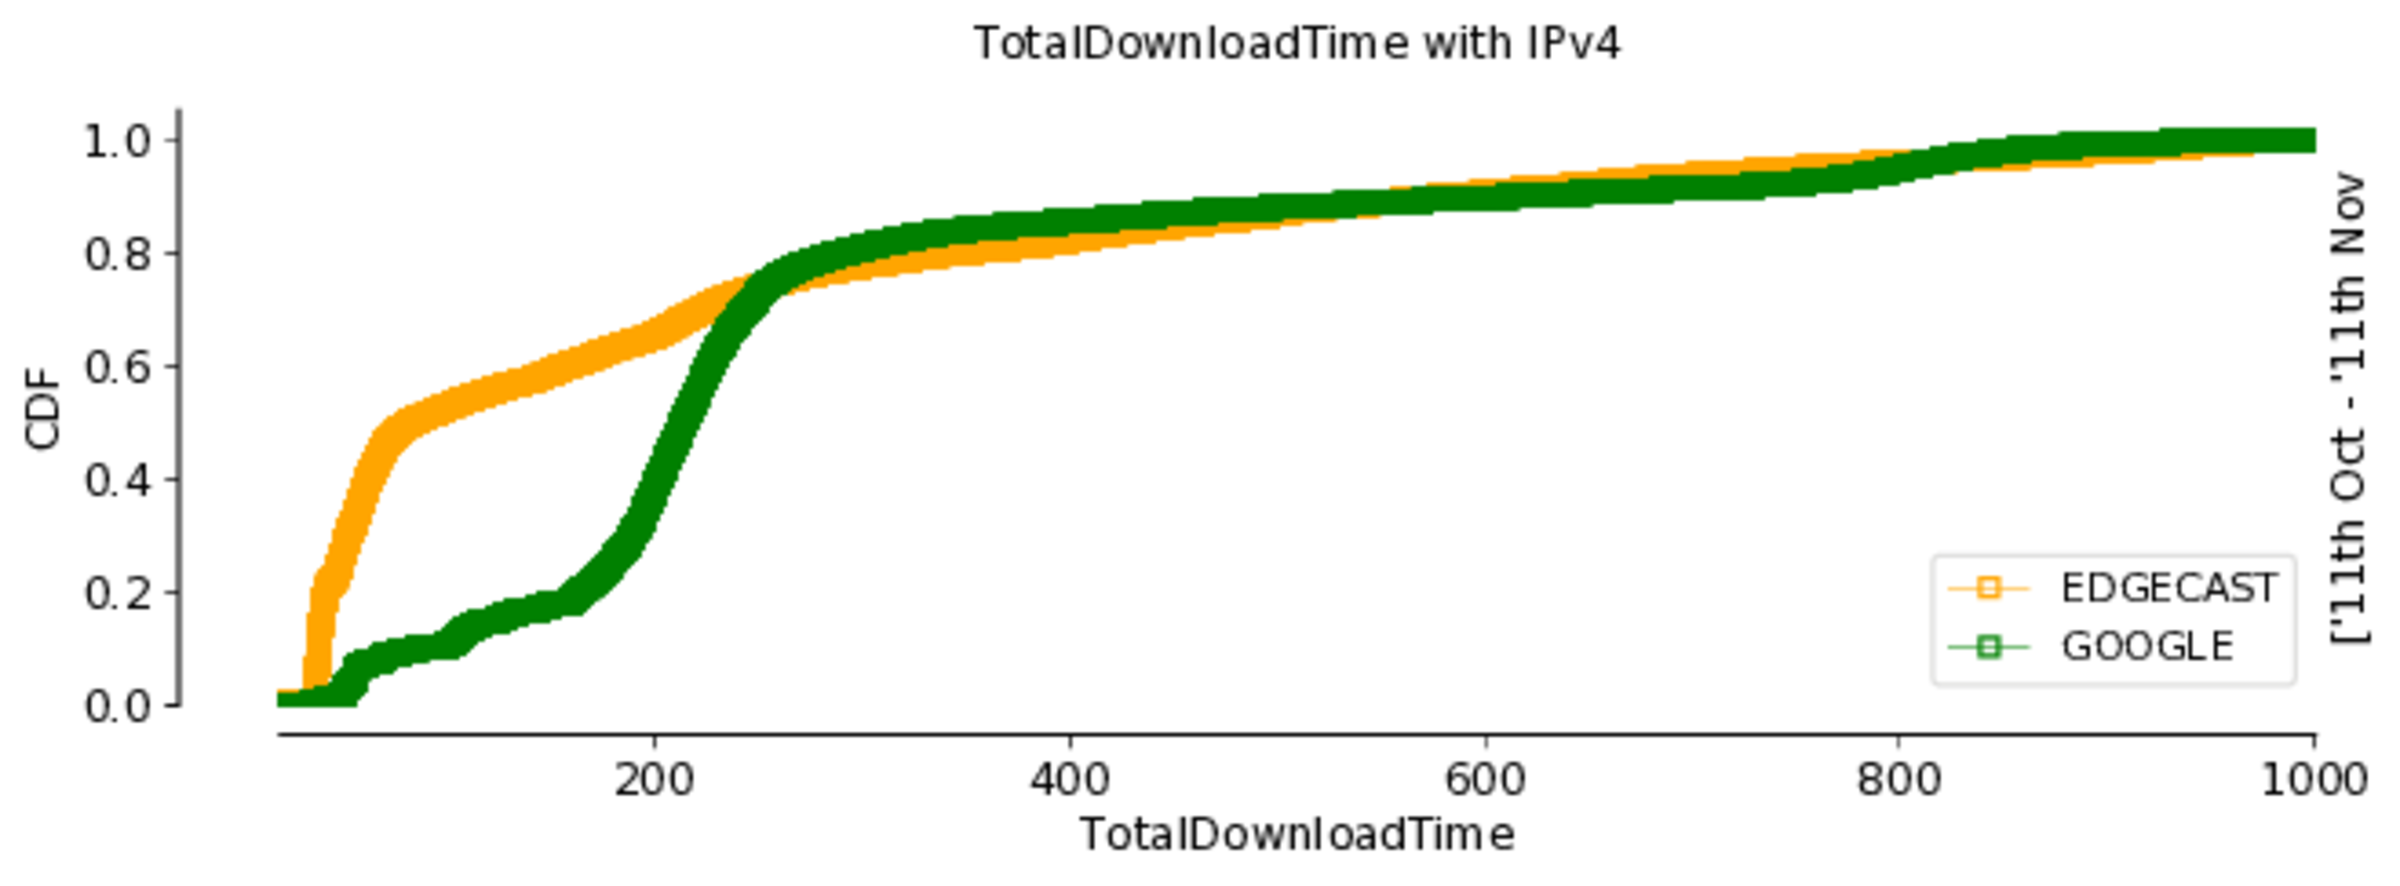 TotalDownloadTime with IPv4
1.0
0.8
0.6
0.4
0.2
0.0
CDF
200 400 600 800 1000
TotalDownloadTime
['11th Oct - '11th Nov
EDGECAST
GOOGLE